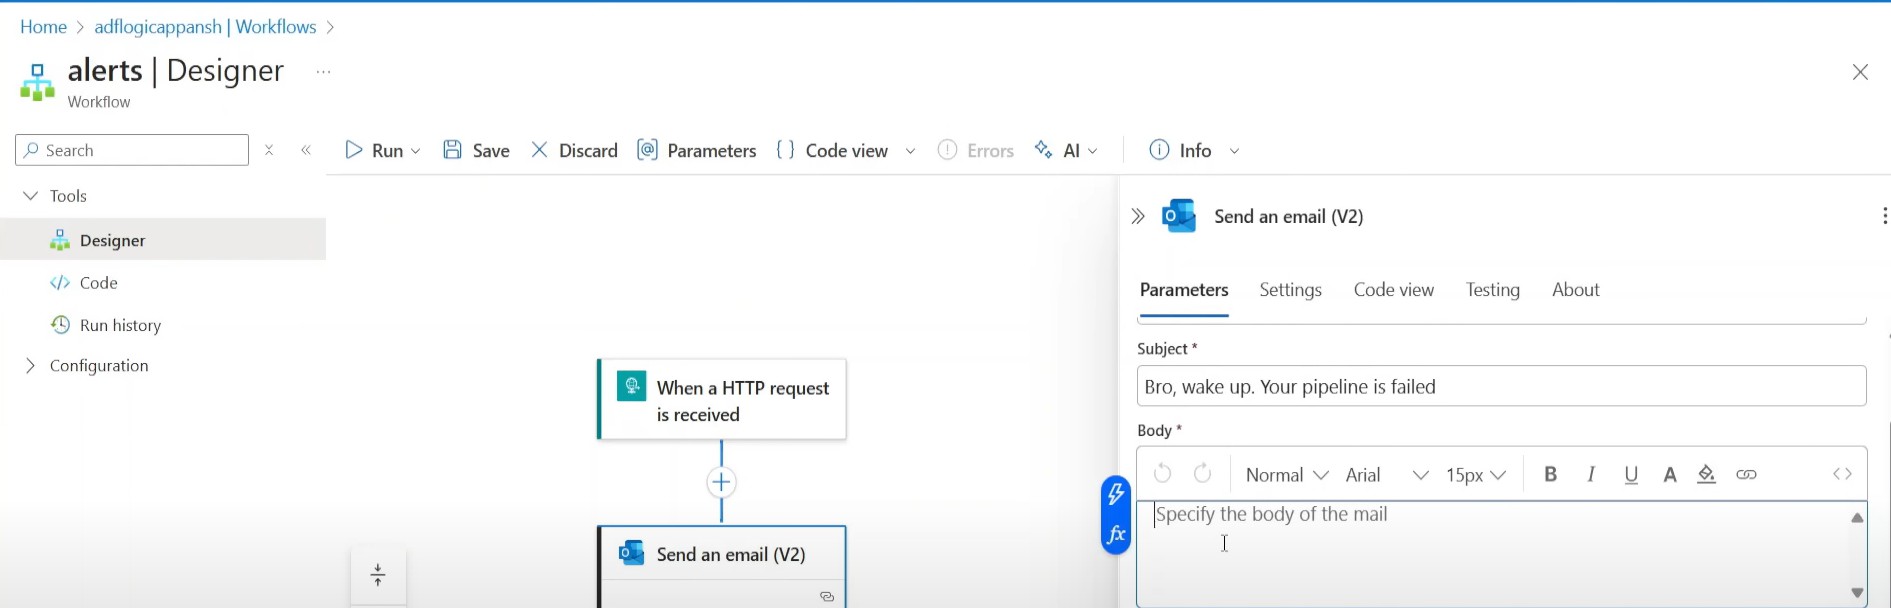 Home > adflogicappansh | Workflows >
alerts | Designer ...
Workflow
Search
Run
Save
Discard
Parameters
Code view
Errors
AI
Info
Tools
Designer
Code
Run history
Configuration
When a HTTP request
is received
Send an email (V2)
Send an email (V2)
Parameters
Settings
Code view
Testing
About
Subject *
Bro, wake up. Your pipeline is failed
Body *
Normal
Arial
15px
B
I
U
A
fx
Specify the body of the mail